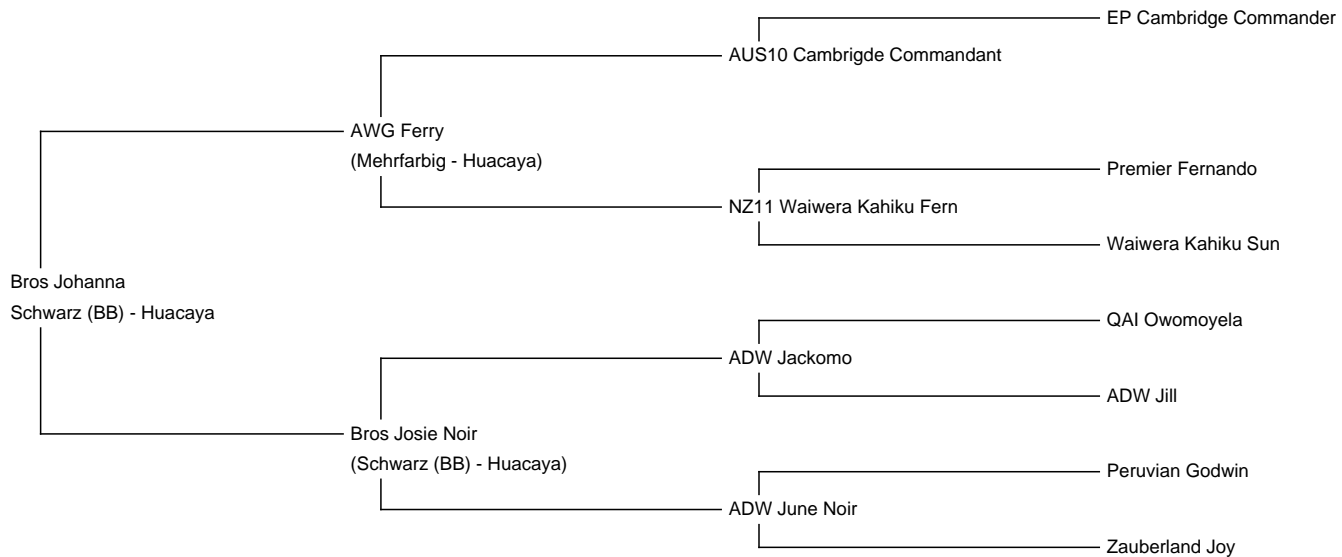 EP Cambridge Commander
AUS10 Cambrigde Commandant
AWG Ferry
(Mehrfarbig - Huacaya)
Premier Fernando
NZ11 Waiwera Kahiku Fern
Waiwera Kahiku Sun
Bros Johanna
Schwarz (BB) - Huacaya
QAI Owomoyela
ADW Jackomo
ADW Jill
Bros Josie Noir
(Schwarz (BB) - Huacaya)
Peruvian Godwin
ADW June Noir
Zauberland Joy